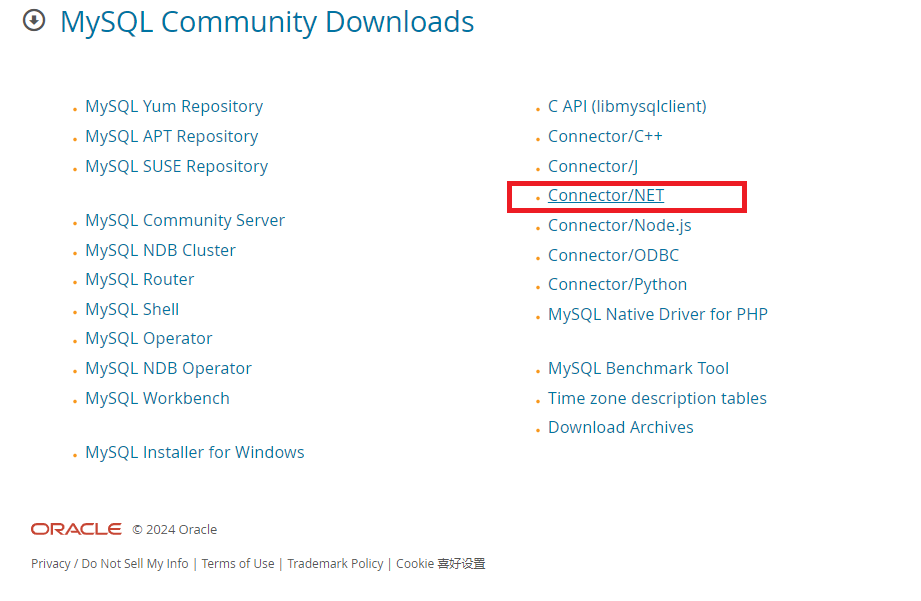 MySQL Community Downloads
MySQL Yum Repository
MySQL APT Repository
MySQL SUSE Repository
MySQL Community Server
MySQL NDB Cluster
MySQL Router
MySQL Shell
MySQL Operator
MySQL NDB Operator
MySQL Workbench
MySQL Installer for Windows
C API (libmysqlclient)
Connector/C++
Connector/J
Connector/NET
Connector/Node.js
Connector/ODBC
Connector/Python
MySQL Native Driver for PHP
MySQL Benchmark Tool
Time zone description tables
Download Archives
ORACLE © 2024 Oracle
Privacy / Do Not Sell My Info | Terms of Use | Trademark Policy | Cookie 喜好设置